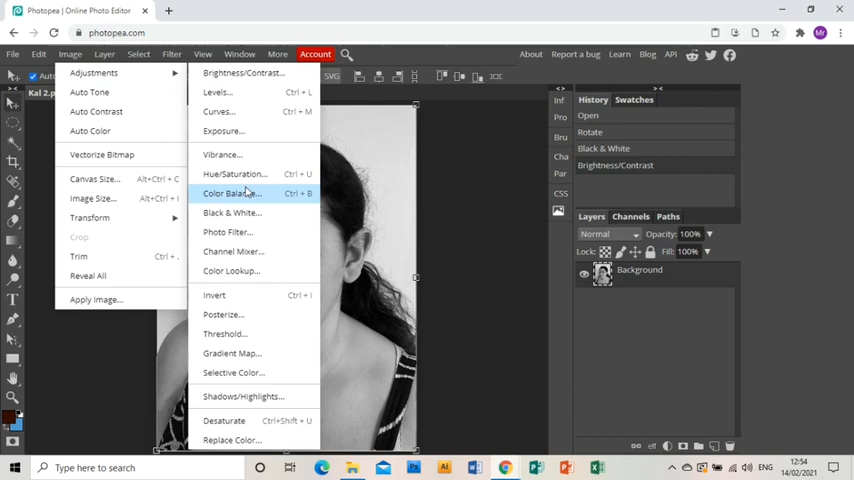 Photopea | Online Photo Editor
photopea.com
Mr
File Edit Image Layer Select Filter View Window More Account
About Report a bug Learn Blog API
Auto
SVG
Kal 2.p
Adjustments
Auto Tone
Auto Contrast
Auto Color
Vectorize Bitmap
Canvas Size... Alt+Ctrl + C
Image Size... Alt+Ctrl + I
Transform
Crop
Trim Ctrl + .
Reveal All
Apply Image...
Brightness/Contrast...
Levels... Ctrl + L
Curves... Ctrl + M
Exposure...
Vibrance...
Hue/Saturation... Ctrl + U
Color Balance... Ctrl + B
Black & White...
Photo Filter...
Channel Mixer...
Color Lookup...
Invert Ctrl + I
Posterize...
Threshold...
Gradient Map...
Selective Color...
Shadows/Highlights...
Desaturate Ctrl+Shift + U
Replace Color...
Inf
Pro
Bru
Cha
Par
CSS
History Swatches
Open
Rotate
Black & White
Brightness/Contrast
Layers Channels Paths
Normal Opacity: 100%
Lock: Fill: 100%
Background
eff
Type here to search
ENG
12:54
14/02/2021